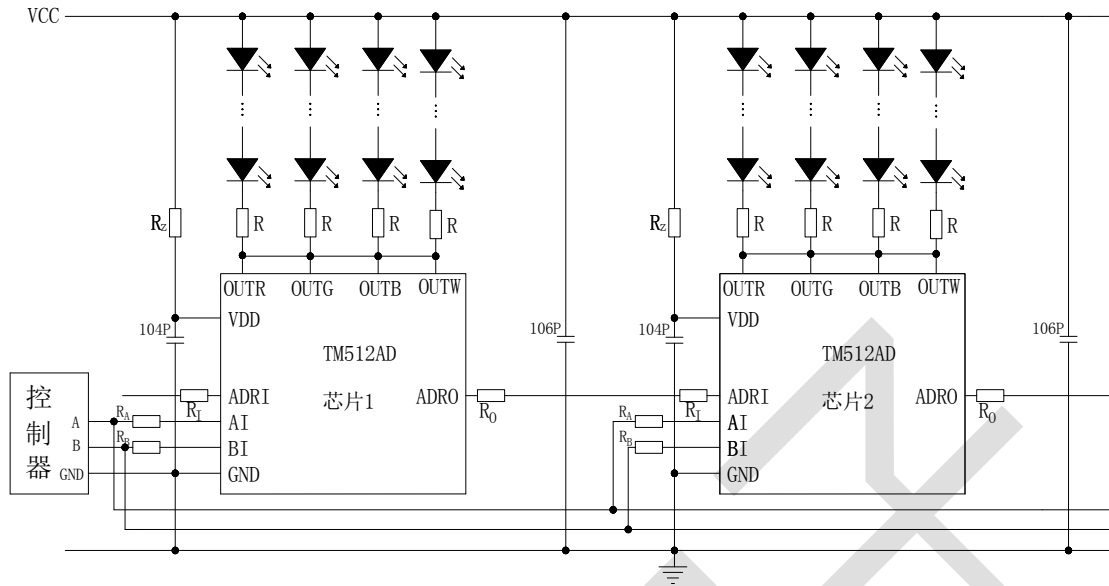 VCC
Rz R R R R Rz R R R R
OUTR OUTG OUTB OUTW OUTR OUTG OUTB OUTW
104P VDD 106P 104P VDD 106P
TM512AD TM512AD
控制器 ADRI 芯片1 ADRO ADRI 芯片2 ADRO
RI RO RI RO
A RA AI RA AI
B RB BI RB BI
GND GND GND